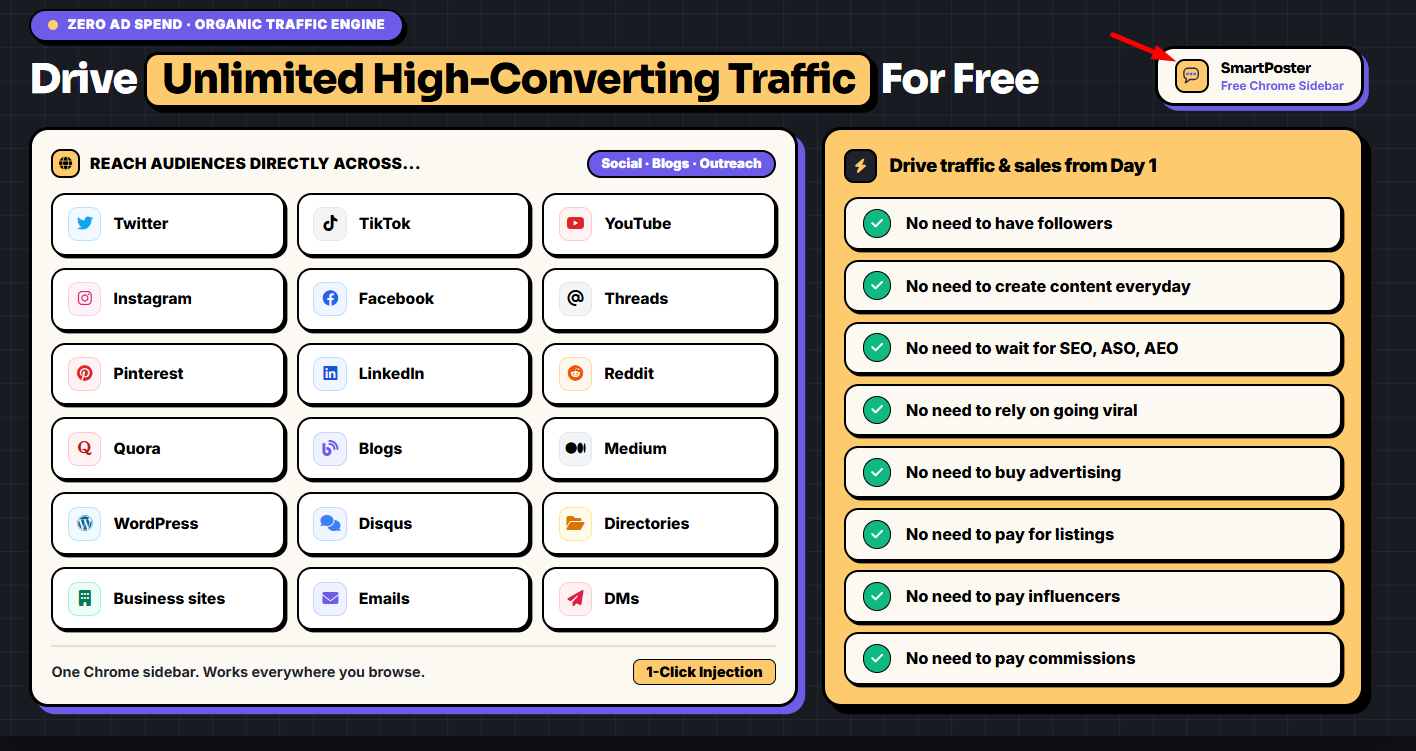 ZERO AD SPEND · ORGANIC TRAFFIC ENGINE
Drive Unlimited High-Converting Traffic For Free
SmartPoster
Free Chrome Sidebar
REACH AUDIENCES DIRECTLY ACROSS...
Social · Blogs · Outreach
Twitter
TikTok
YouTube
Instagram
Facebook
Threads
Pinterest
LinkedIn
Reddit
Quora
Blogs
Medium
WordPress
Disqus
Directories
Business sites
Emails
DMs
One Chrome sidebar. Works everywhere you browse.
1-Click Injection
Drive traffic & sales from Day 1
No need to have followers
No need to create content everyday
No need to wait for SEO, ASO, AEO
No need to rely on going viral
No need to buy advertising
No need to pay for listings
No need to pay influencers
No need to pay commissions